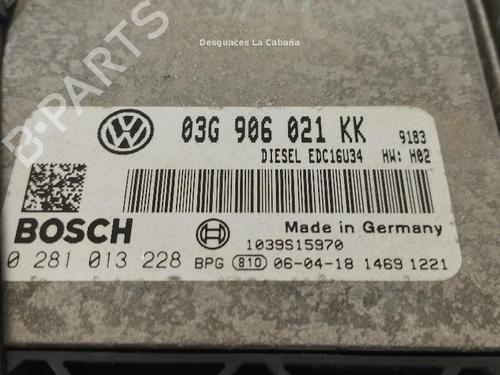 Desguaces La Cabaña
B-PARTS
03G 906 021 KK 9183
DIESEL EDC16U34 HW: H02
BOSCH
Made in Germany
1039S15970
0 281 013 228 BPG 810 06-04-18 1469 1221